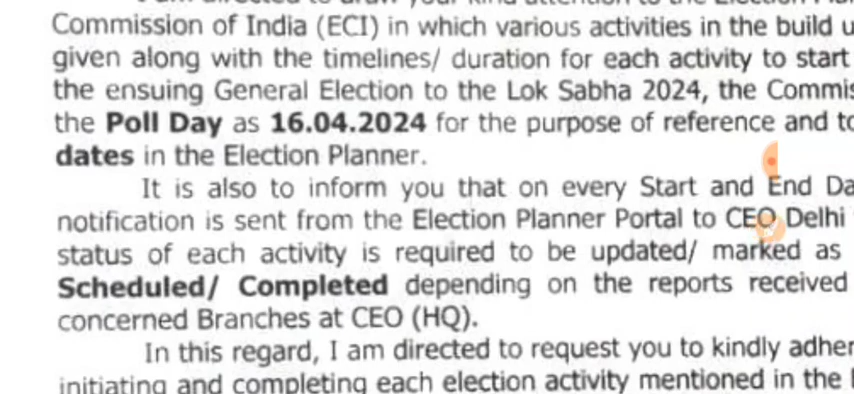 Commission of India (ECI) in which various activities in the build u
given along with the timelines/ duration for each activity to start
the ensuing General Election to the Lok Sabha 2024, the Commis
the Poll Day as 16.04.2024 for the purpose of reference and to
dates in the Election Planner.
It is also to inform you that on every Start and End Da
notification is sent from the Election Planner Portal to CEO Delhi
status of each activity is required to be updated/ marked as
Scheduled/ Completed depending on the reports received
concerned Branches at CEO (HQ).
In this regard, I am directed to request you to kindly adher
initiating and completing each election activity mentioned in the